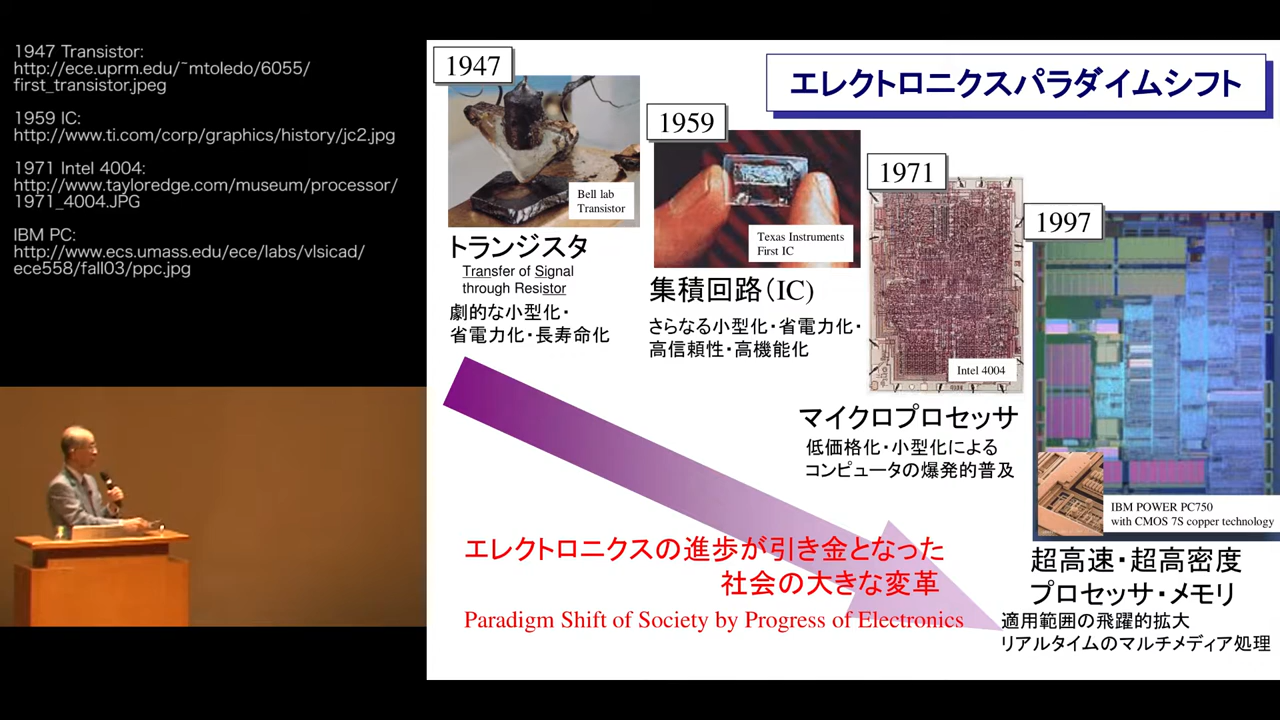 1947 Transistor:
http://ece.uprm.edu/~mtoledo/6055/
first_transistor.jpeg
1959 IC:
http://www.ti.com/corp/graphics/history/jc2.jpg
1971 Intel 4004:
http://www.tayloredge.com/museum/processor/
1971_4004.JPG
IBM PC:
http://www.ecs.umass.edu/ece/labs/vlsicad/
ece558/fall03/ppc.jpg
エレクトロニクスパラダイムシフト
1947
Bell lab
Transistor
トランジスタ
Transfer of Signal
through Resistor
劇的な小型化・
省電力化・長寿命化
1959
Texas Instruments
First IC
集積回路(IC)
さらなる小型化・省電力化・
高信頼性・高機能化
1971
Intel 4004
マイクロプロセッサ
低価格化・小型化による
コンピュータの爆発的普及
1997
IBM POWER PC750
with CMOS 7S copper technology
超高速・超高密度
プロセッサ・メモリ
適用範囲の飛躍的拡大
リアルタイムのマルチメディア処理
エレクトロニクスの進歩が引き金となった
社会の大きな変革
Paradigm Shift of Society by Progress of Electronics